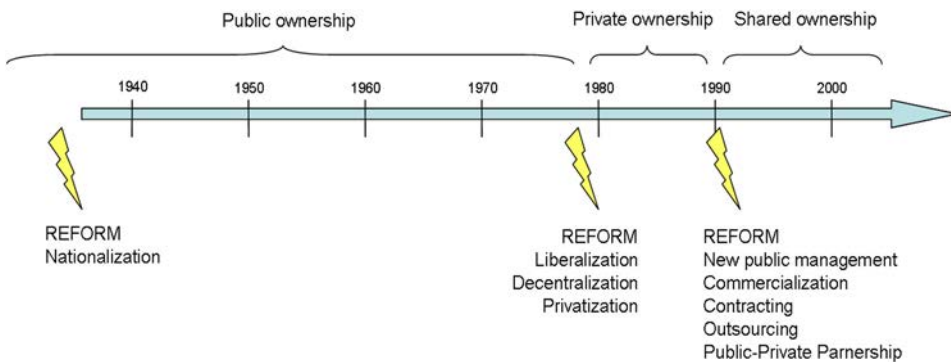 Public ownership
Private ownership
Shared ownership
1940
1950
1960
1970
1980
1990
2000
REFORM
Nationalization
REFORM
Liberalization
Decentralization
Privatization
REFORM
New public management
Commercialization
Contracting
Outsourcing
Public-Private Parnership